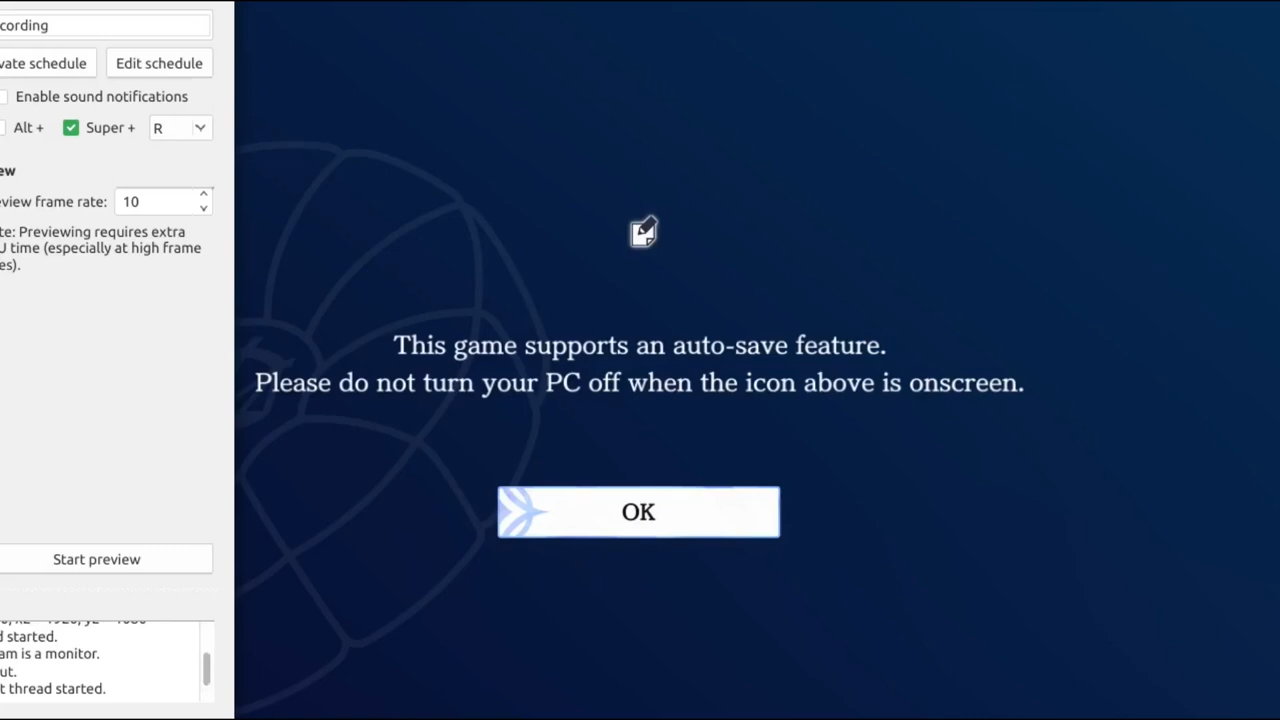 cording
vate schedule
Edit schedule
Enable sound notifications
Alt +
Super +
R
ew
eview frame rate:
10
te: Previewing requires extra
U time (especially at high frame
es).
Start preview
d started.
am is a monitor.
ut.
t thread started.
This game supports an auto-save feature.
Please do not turn your PC off when the icon above is onscreen.
OK